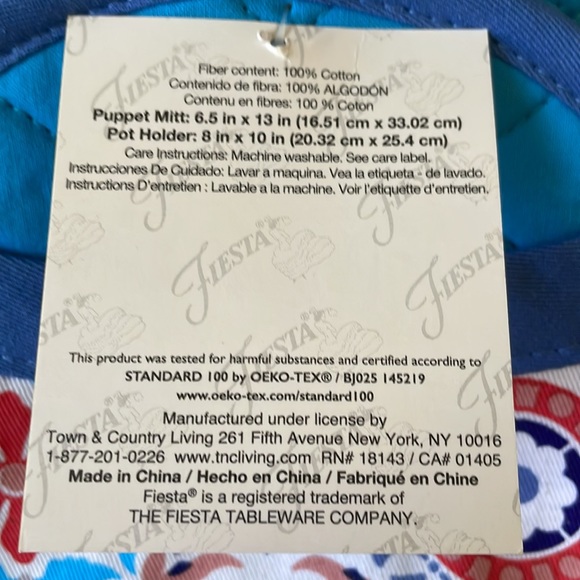 Fiber content: 100% Cotton
Contenido de fibra: 100% ALGODÓN
Contenu en fibres: 100 % Coton
Puppet Mitt: 6.5 in x 13 in (16.51 cm x 33.02 cm)
Pot Holder: 8 in x 10 in (20.32 cm x 25.4 cm)
Care Instructions: Machine washable. See care label.
Instrucciones De Cuidado: Lavar a maquina. Vea la etiqueta - de lavado.
Instructions D'entretien : Lavable a la machine. Voir l'etiquette d'entretien.
FIESTA
FIESTA
FIESTA
This product was tested for harmful substances and certified according to
STANDARD 100 by OEKO-TEX® / BJ025 145219
www.oeko-tex.com/standard100
Manufactured under license by
Town & Country Living 261 Fifth Avenue New York, NY 10016
1-877-201-0226 www.tncliving.com RN# 18143 / CA# 01405
Made in China / Hecho en China / Fabriqué en Chine
Fiesta® is a registered trademark of
THE FIESTA TABLEWARE COMPANY.